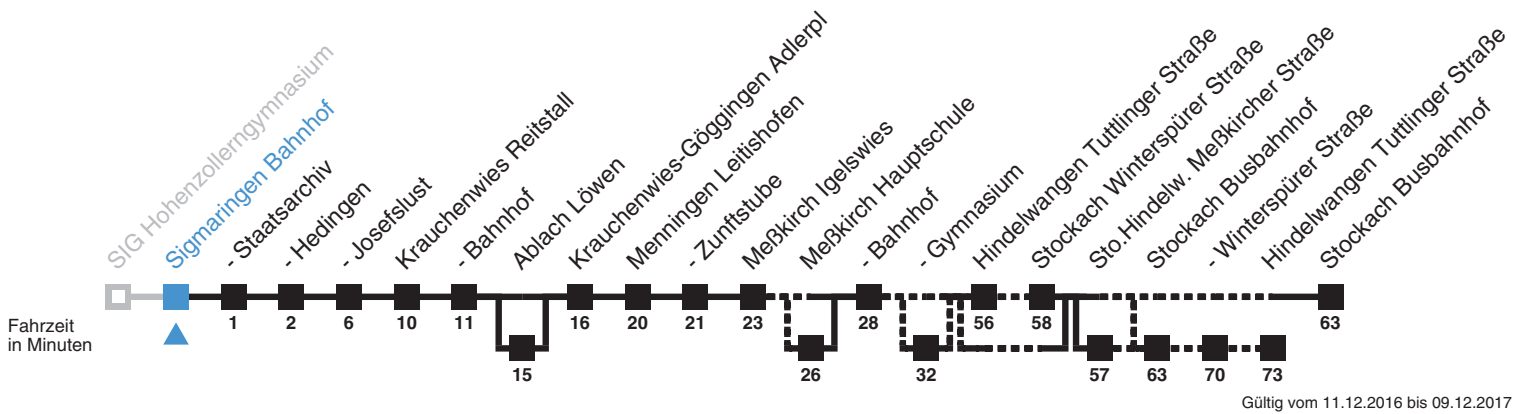 SIG Hohenzollerngymnasium
Sigmaringen Bahnhof
- Staatsarchiv
- Hedingen
- Josefslust
Krauchenwies Reitstall
- Bahnhof
Ablach Löwen
Krauchenwies-Göggingen Adlerpl
Menningen Leitishofen
- Zunftstube
Meßkirch Igelswies
Meßkirch Hauptschule
- Bahnhof
- Gymnasium
Hindelwangen Tuttlinger Straße
Stockach Winterspürer Straße
Sto.Hindelw. Meßkircher Straße
Stockach Busbahnhof
- Winterspürer Straße
Hindelwangen Tuttlinger Straße
Stockach Busbahnhof
Fahrzeit
in Minuten
1 2 6 10 11 16 20 21 23 28 56 58 63
15 26 32 57 63 70 73
Gültig vom 11.12.2016 bis 09.12.2017